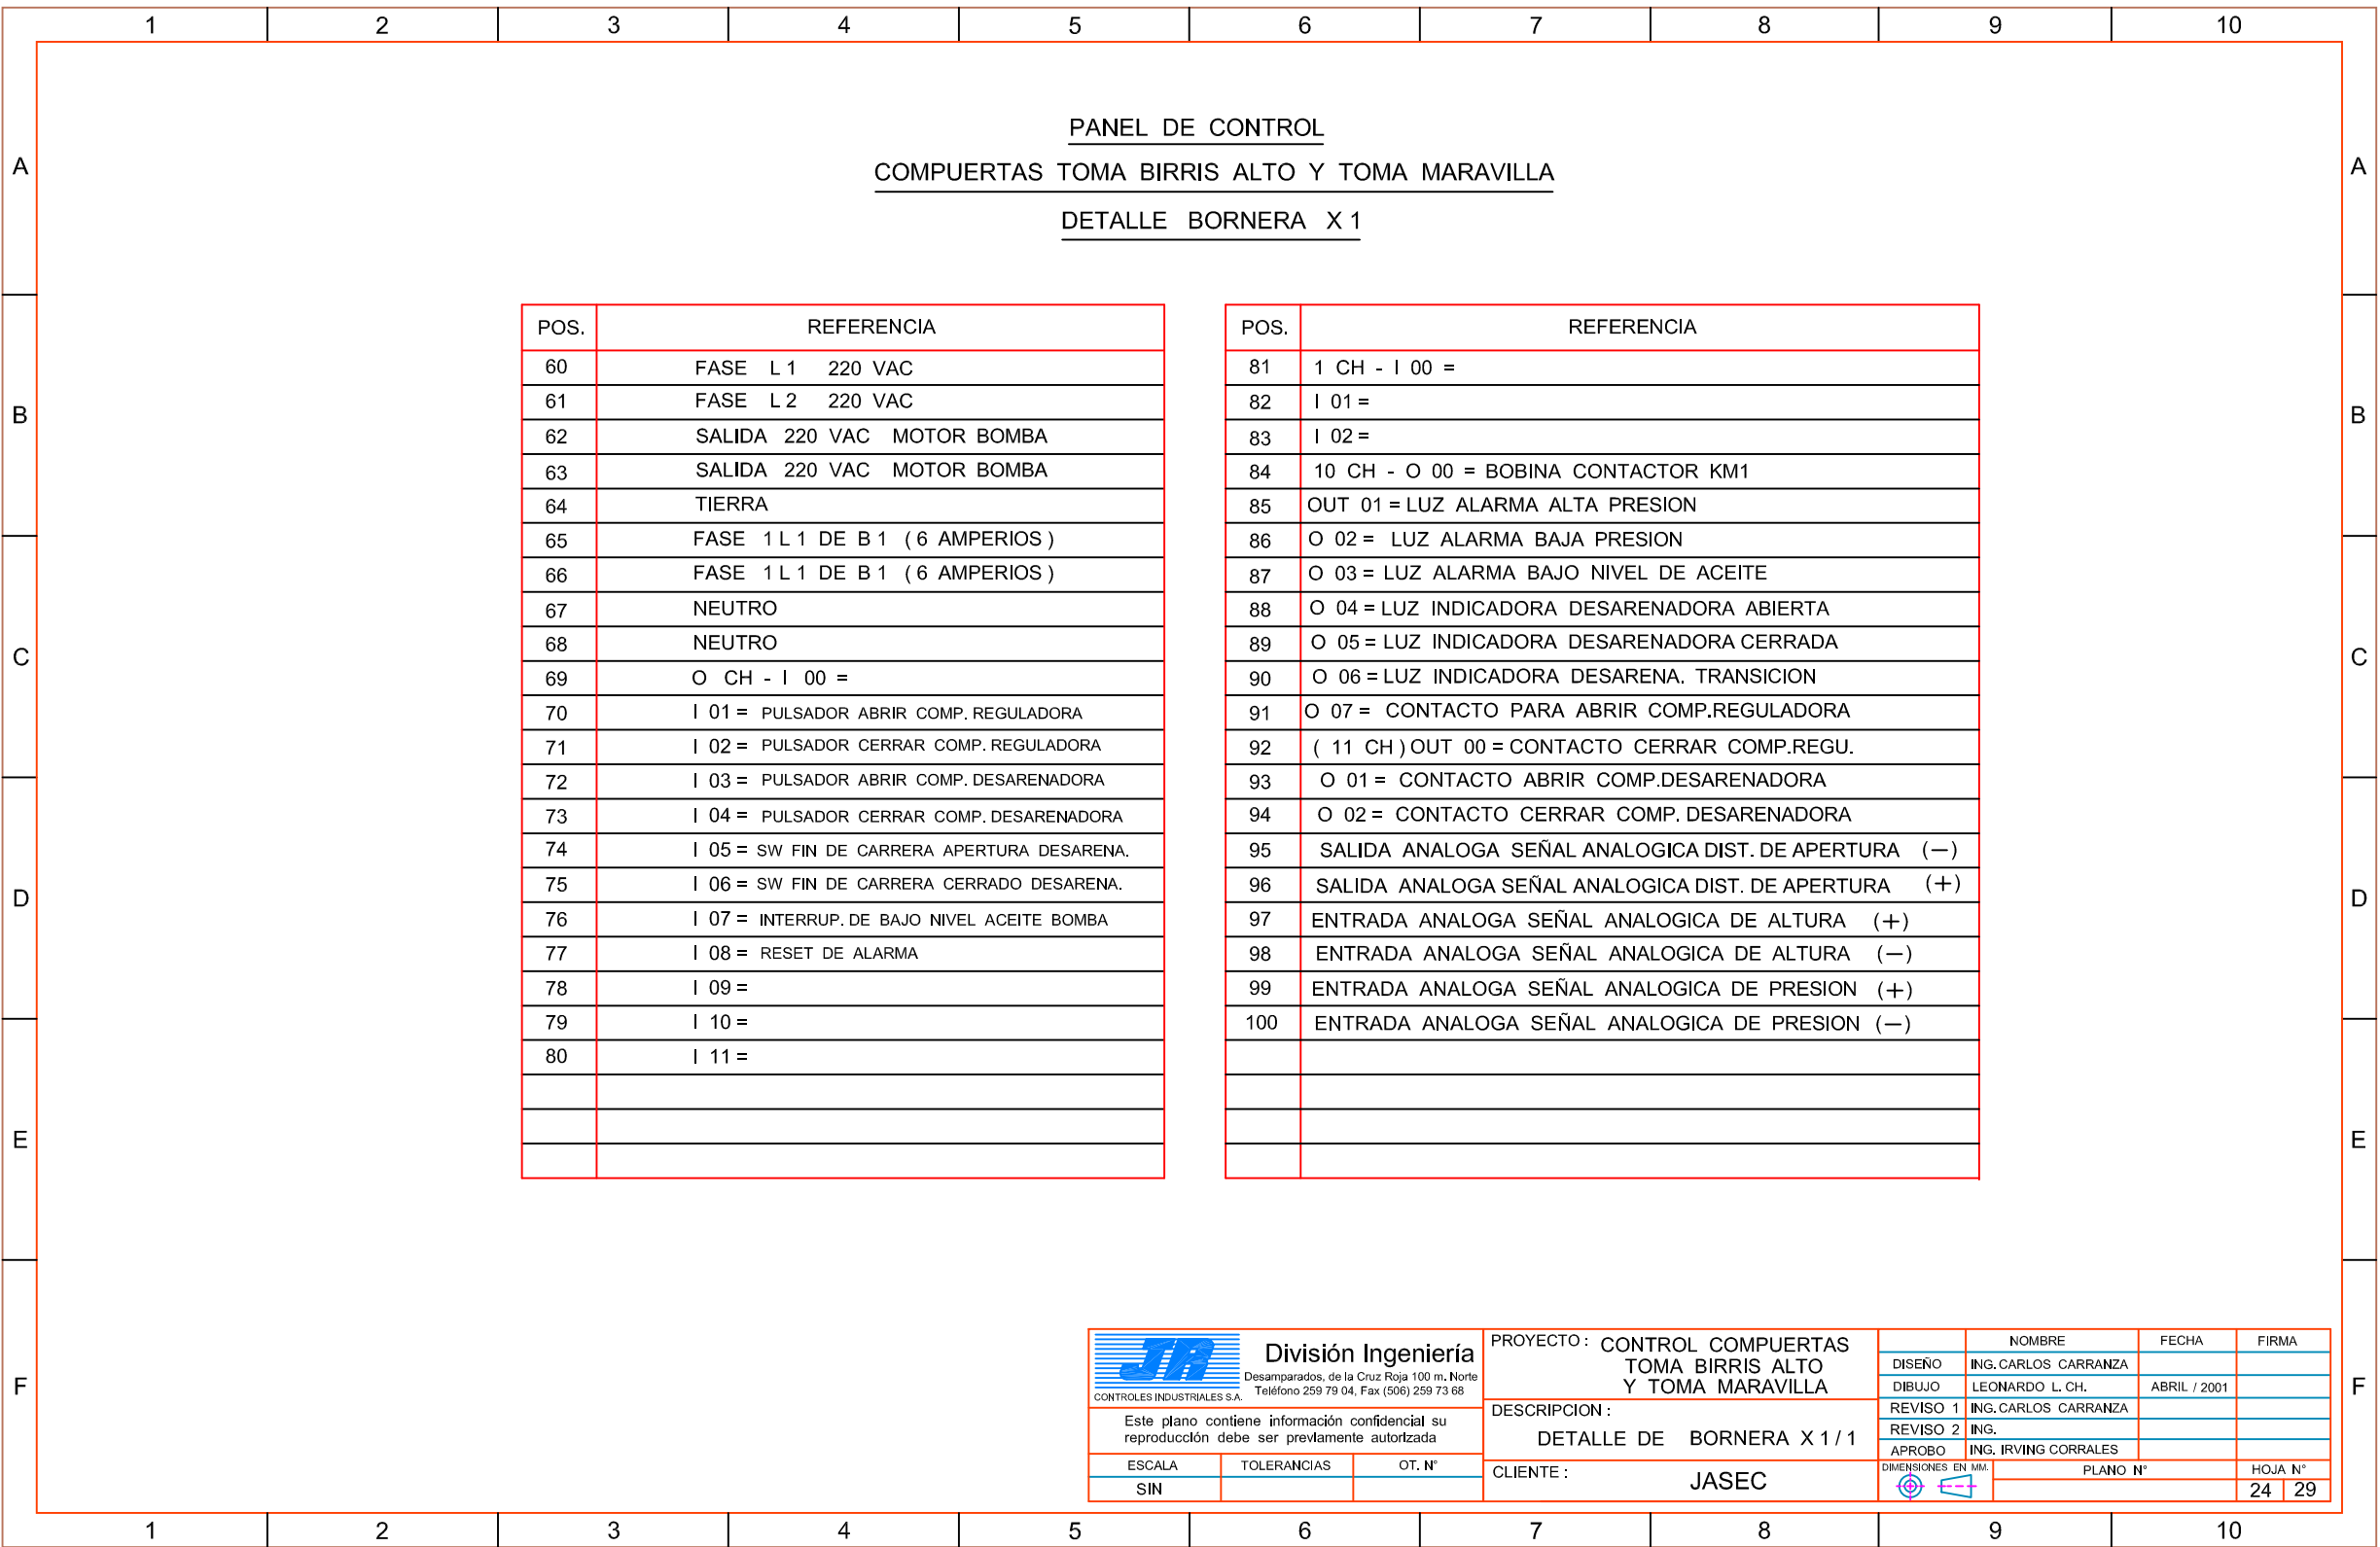 1 2 3 4 5 6 7 8 9 10
PANEL DE CONTROL
A A
COMPUERTAS TOMA BIRRIS ALTO Y TOMA MARAVILLA
DETALLE BORNERA X 1
POS. REFERENCIA
60 FASE L 1 220 VAC
61 FASE L 2 220 VAC
62 SALIDA 220 VAC MOTOR BOMBA
63 SALIDA 220 VAC MOTOR BOMBA
64 TIERRA
65 FASE 1 L 1 DE B 1 ( 6 AMPERIOS )
66 FASE 1 L 1 DE B 1 ( 6 AMPERIOS )
67 NEUTRO
68 NEUTRO
69 O CH - I 00 =
70 I 01 = PULSADOR ABRIR COMP. REGULADORA
71 I 02 = PULSADOR CERRAR COMP. REGULADORA
72 I 03 = PULSADOR ABRIR COMP. DESARENADORA
73 I 04 = PULSADOR CERRAR COMP. DESARENADORA
74 I 05 = SW FIN DE CARRERA APERTURA DESARENA.
75 I 06 = SW FIN DE CARRERA CERRADO DESARENA.
76 I 07 = INTERRUP. DE BAJO NIVEL ACEITE BOMBA
77 I 08 = RESET DE ALARMA
78 I 09 =
79 I 10 =
80 I 11 =
POS. REFERENCIA
81 1 CH - I 00 =
82 I 01 =
83 I 02 =
84 10 CH - O 00 = BOBINA CONTACTOR KM1
85 OUT 01 = LUZ ALARMA ALTA PRESION
86 O 02 = LUZ ALARMA BAJA PRESION
87 O 03 = LUZ ALARMA BAJO NIVEL DE ACEITE
88 O 04 = LUZ INDICADORA DESARENADORA ABIERTA
89 O 05 = LUZ INDICADORA DESARENADORA CERRADA
90 O 06 = LUZ INDICADORA DESARENA. TRANSICION
91 O 07 = CONTACTO PARA ABRIR COMP.REGULADORA
92 ( 11 CH ) OUT 00 = CONTACTO CERRAR COMP.REGU.
93 O 01 = CONTACTO ABRIR COMP.DESARENADORA
94 O 02 = CONTACTO CERRAR COMP. DESARENADORA
95 SALIDA ANALOGA SEÑAL ANALOGICA DIST. DE APERTURA (—)
96 SALIDA ANALOGA SEÑAL ANALOGICA DIST. DE APERTURA (+)
97 ENTRADA ANALOGA SEÑAL ANALOGICA DE ALTURA (+)
98 ENTRADA ANALOGA SEÑAL ANALOGICA DE ALTURA (—)
99 ENTRADA ANALOGA SEÑAL ANALOGICA DE PRESION (+)
100 ENTRADA ANALOGA SEÑAL ANALOGICA DE PRESION (—)
B B
C C
D D
E E
F F
JR
CONTROLES INDUSTRIALES S.A.
División Ingeniería
Desamparados, de la Cruz Roja 100 m. Norte
Teléfono 259 79 04, Fax (506) 259 73 68
Este plano contiene información confidencial su
reproducción debe ser previamente autorizada
ESCALA TOLERANCIAS OT. N°
SIN
PROYECTO : CONTROL COMPUERTAS
TOMA BIRRIS ALTO
Y TOMA MARAVILLA
DESCRIPCION :
DETALLE DE BORNERA X 1 / 1
CLIENTE : JASEC
NOMBRE FECHA FIRMA
DISEÑO ING. CARLOS CARRANZA
DIBUJO LEONARDO L. CH. ABRIL / 2001
REVISO 1 ING. CARLOS CARRANZA
REVISO 2 ING.
APROBO ING. IRVING CORRALES
DIMENSIONES EN MM. PLANO N° HOJA N°
24 29
1 2 3 4 5 6 7 8 9 10